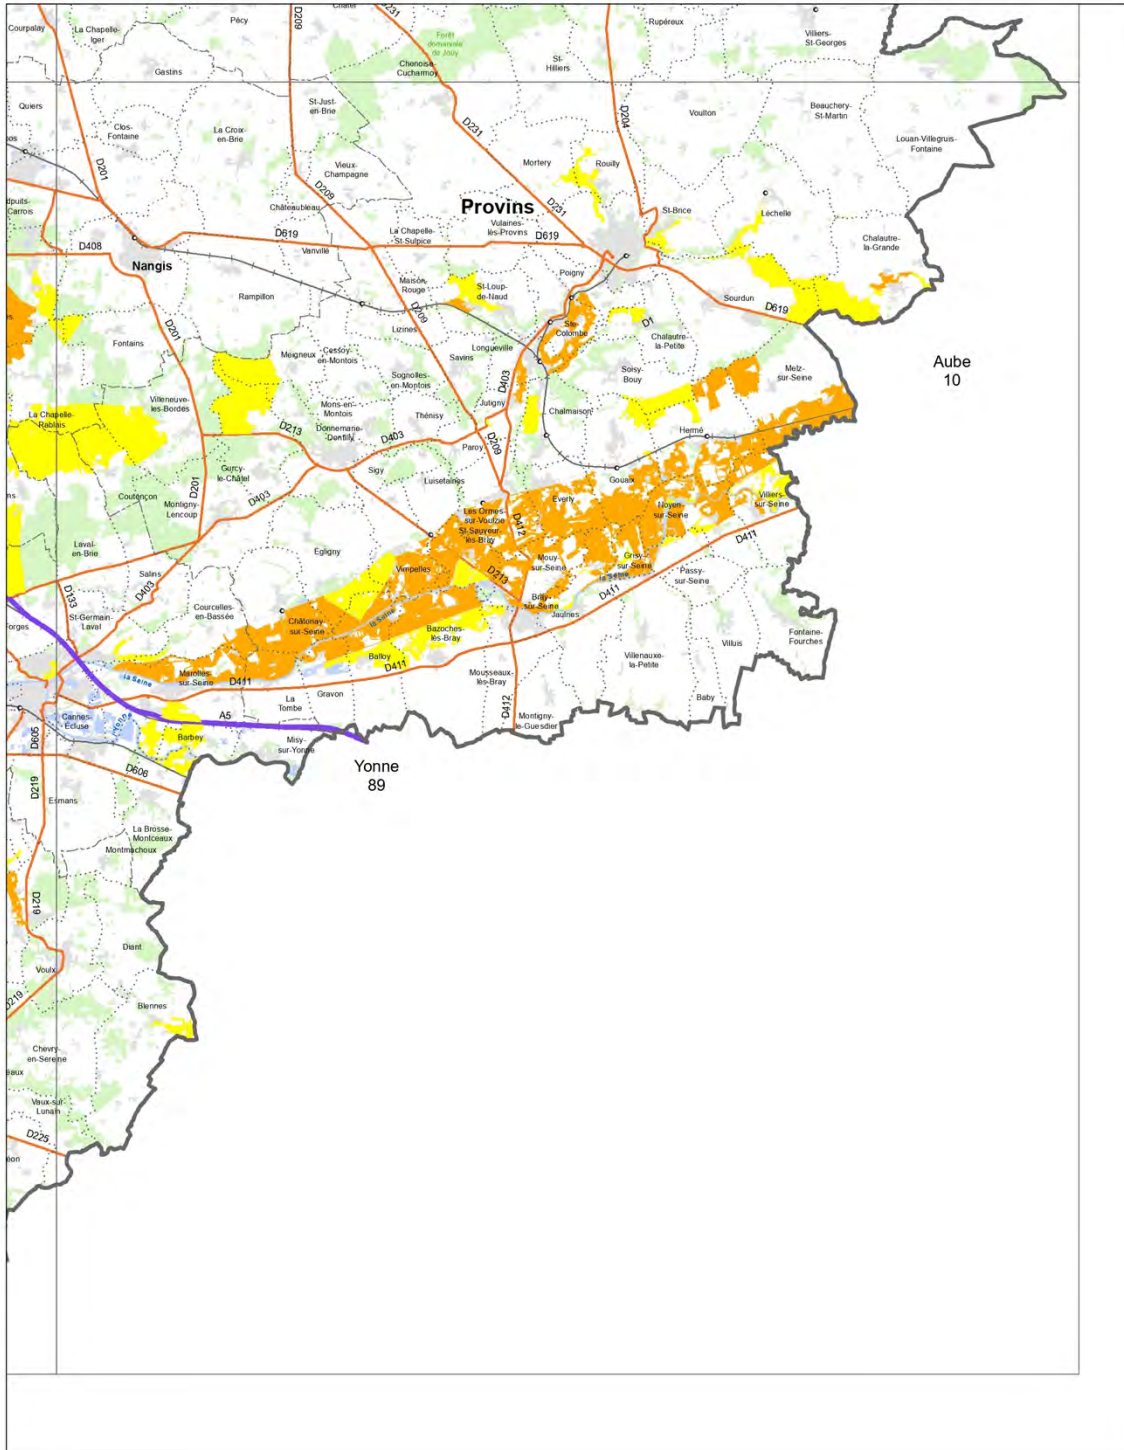 Courpalay
La Chapelle-
Iger
Pécy
D209
D231
Rupéreux
Villiers-
St-Georges
Forêt
domaniale
de Jouy
Chenoise-
Cucharmoy
St-
Hilliers
Gastins
Quiers
St-Just-
en-Brie
Voulton
Beauchery-
St-Martin
Clos-
Fontaine
La Croix-
en-Brie
D231
D204
Louan-Villegruis-
Fontaine
D201
Vieux-
Champagne
Mortery
Rouilly
D209
Carrois
Châteaubleau
Provins
D231
St-Brice
Léchelle
La Chapelle-
St-Sulpice
Vulaines-
lès-Provins
D408
D619
Vanvillé
D619
Chalautre-
la-Grande
Nangis
Poigny
Rampillon
Maison-
Rouge
St-Loup-
de-Naud
Sourdun
D619
D201
D209
Lizines
Ste-
Colombe
D1
Fontains
Longueville
Chalautre-
la-Petite
Meigneux
Cessoy-
en-Montois
Savins
Aube
10
Soisy-
Bouy
Melz-
sur-Seine
Sognolles-
en-Montois
D403
Villeneuve-
les-Bordes
Mons-en-
Montois
Jutigny
La Chapelle-
Rablais
Thénisy
Chalmaison
D213
Donnemarie-
Dontilly
D403
D209
Hermé
Paroy
Gurcy-
le-Châtel
Sigy
Luisetaines
Gouaix
D201
D403
Coutençon
Montigny-
Lencoup
Everly
Villiers-
sur-Seine
Les Ormes-
sur-Voulzie
Noyen-
sur-Seine
St-Sauveur-
lès-Bray
D412
D411
Laval-
en-Brie
Egligny
Mouy-
sur-Seine
Grisy-
sur-Seine
Salins
Vimpelles
D213
la Seine
Passy-
sur-Seine
D133
D403
Bray-
sur-Seine
D411
Courcelles-
en-Bassée
Jaulnes
Forges
St-Germain-
Laval
Châtenay-
sur-Seine
la Seine
Bazoches-
lès-Bray
Fontaine-
Fourches
Villuis
Balloy
D411
Villenauxe-
la-Petite
Marolles-
sur-Seine
la Seine
D411
Mousseaux-
lès-Bray
Gravon
La
Tombe
D412
Baby
Cannes-
Écluse
l'Yonne
A5
Montigny-
le-Guesdier
D605
Barbey
Misy-
sur-Yonne
Yonne
89
D606
D219
Esmans
La Brosse-
Montceaux
Montmachoux
D219
Diant
Voulx
D219
Blennes
Chevry-
en-Sereine
Vaux-sur-
Lunain
D225